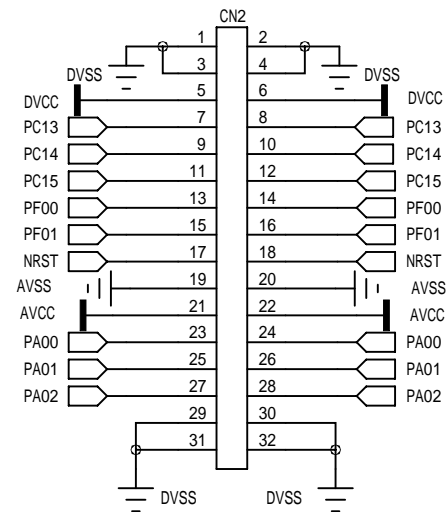 CN2
1 2
3 4
DVSS DVSS
DVCC 5 6 DVCC
PC13 7 8 PC13
PC14 9 10 PC14
PC15 11 12 PC15
PF00 13 14 PF00
PF01 15 16 PF01
NRST 17 18 NRST
AVSS 19 20 AVSS
AVCC 21 22 AVCC
PA00 23 24 PA00
PA01 25 26 PA01
PA02 27 28 PA02
29 30
31 32
DVSS DVSS